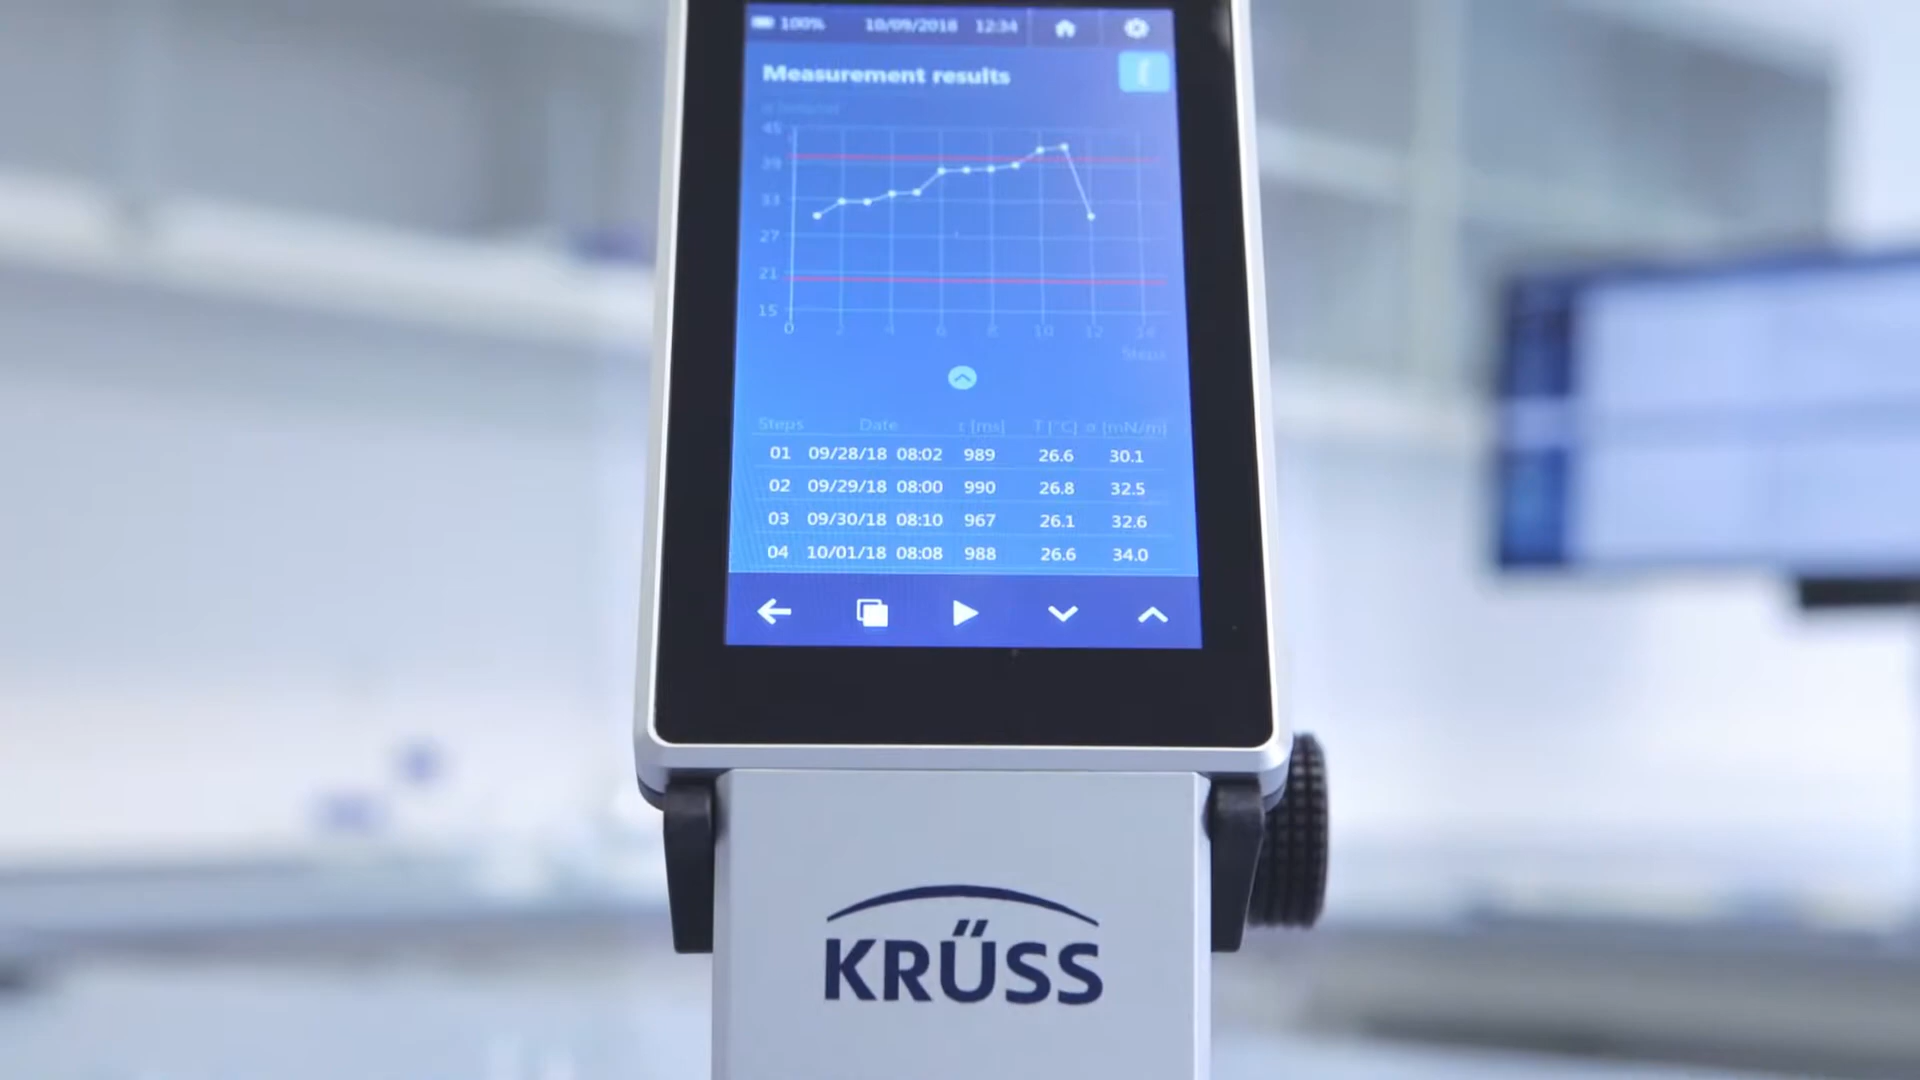 100% 10/09/2018 12:34
Measurement results
45
39
33
27
21
15
0 2 4 6 8 10 12 14
Steps
Steps Date τ [ms] T [°C] σ [mN/m]
01 09/28/18 08:02 989 26.6 30.1
02 09/29/18 08:00 990 26.8 32.5
03 09/30/18 08:10 967 26.1 32.6
04 10/01/18 08:08 988 26.6 34.0
KRŰSS